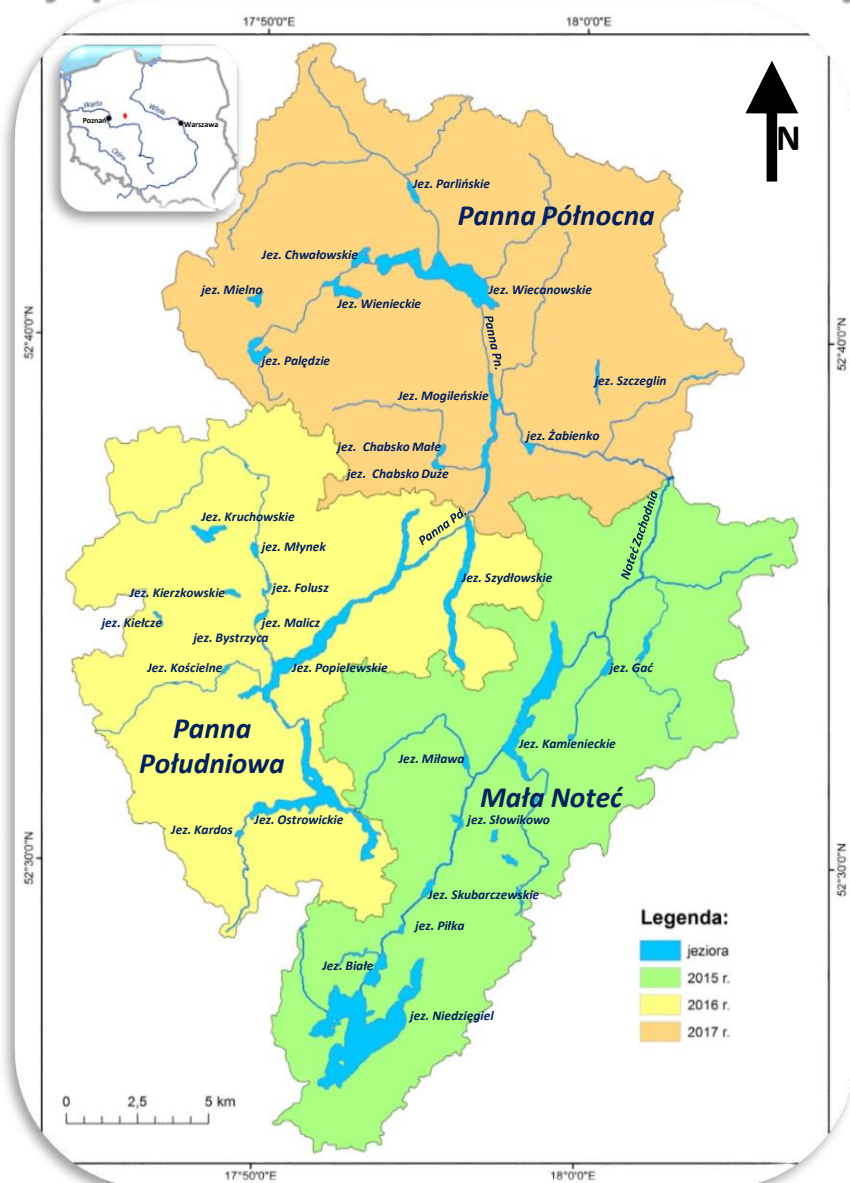 17°50'0"E
18°0'0"E
Warta
Wisła
Poznań
Warszawa
Odra
N
Jez. Parlińskie
Panna Północna
Jez. Chwałowskie
jez. Mielno
Jez. Wienieckie
Jez. Wiecanowskie
52°40'0"N
52°40'0"N
Panna Pn.
jez. Palędzie
jez. Szczeglin
Jez. Mogileńskie
jez. Żabienko
jez. Chabsko Małe
jez. Chabsko Duże
Jez. Kruchowskie
Panna Pd.
Noteć Zachodnia
jez. Młynek
Jez. Szydłowskie
Jez. Kierzkowskie
jez. Folusz
jez. Kiełcze
jez. Malicz
jez. Bystrzyca
Jez. Kościelne
Jez. Popielewskie
jez. Gać
Panna
Południowa
Jez. Kamienieckie
Jez. Miława
Mała Noteć
Jez. Kardos
Jez. Ostrowickie
jez. Słowikowo
52°30'0"N
52°30'0"N
Jez. Skubarczewskie
jez. Piłka
Jez. Białe
jez. Niedzięgiel
Legenda:
jeziora
2015 r.
2016 r.
2017 r.
0 2,5 5 km
17°50'0"E
18°0'0"E